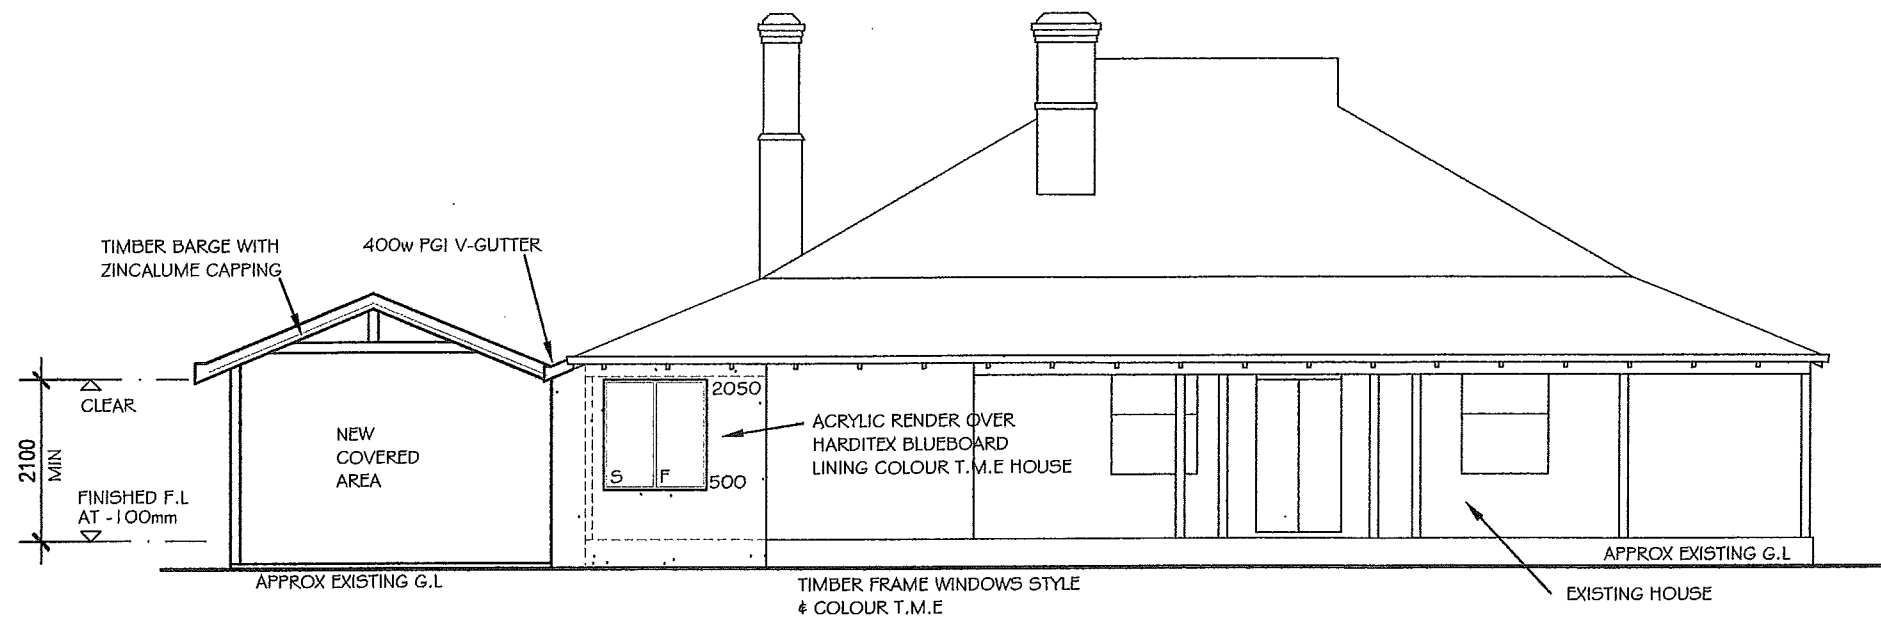 TIMBER BARGE WITH
ZINCALUME CAPPING
400w PGI V-GUTTER
CLEAR
2100
MIN
FINISHED F.L
AT -100mm
NEW
COVERED
AREA
2050
S F
500
ACRYLIC RENDER OVER
HARDITEX BLUEBOARD
LINING COLOUR T.M.E HOUSE
APPROX EXISTING G.L
TIMBER FRAME WINDOWS STYLE
& COLOUR T.M.E
APPROX EXISTING G.L
EXISTING HOUSE